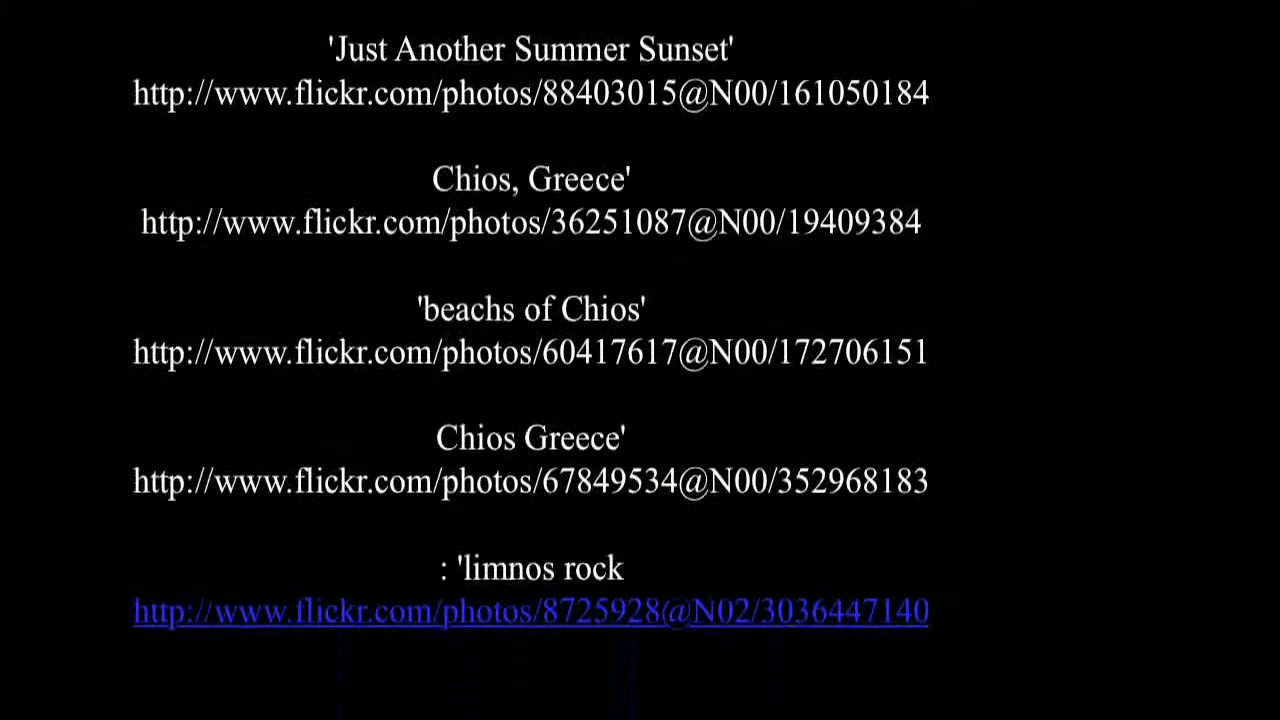 'Just Another Summer Sunset'
http://www.flickr.com/photos/88403015@N00/161050184
Chios, Greece'
http://www.flickr.com/photos/36251087@N00/19409384
'beachs of Chios'
http://www.flickr.com/photos/60417617@N00/172706151
Chios Greece'
http://www.flickr.com/photos/67849534@N00/352968183
: 'limnos rock
http://www.flickr.com/photos/8725928@N02/3036447140